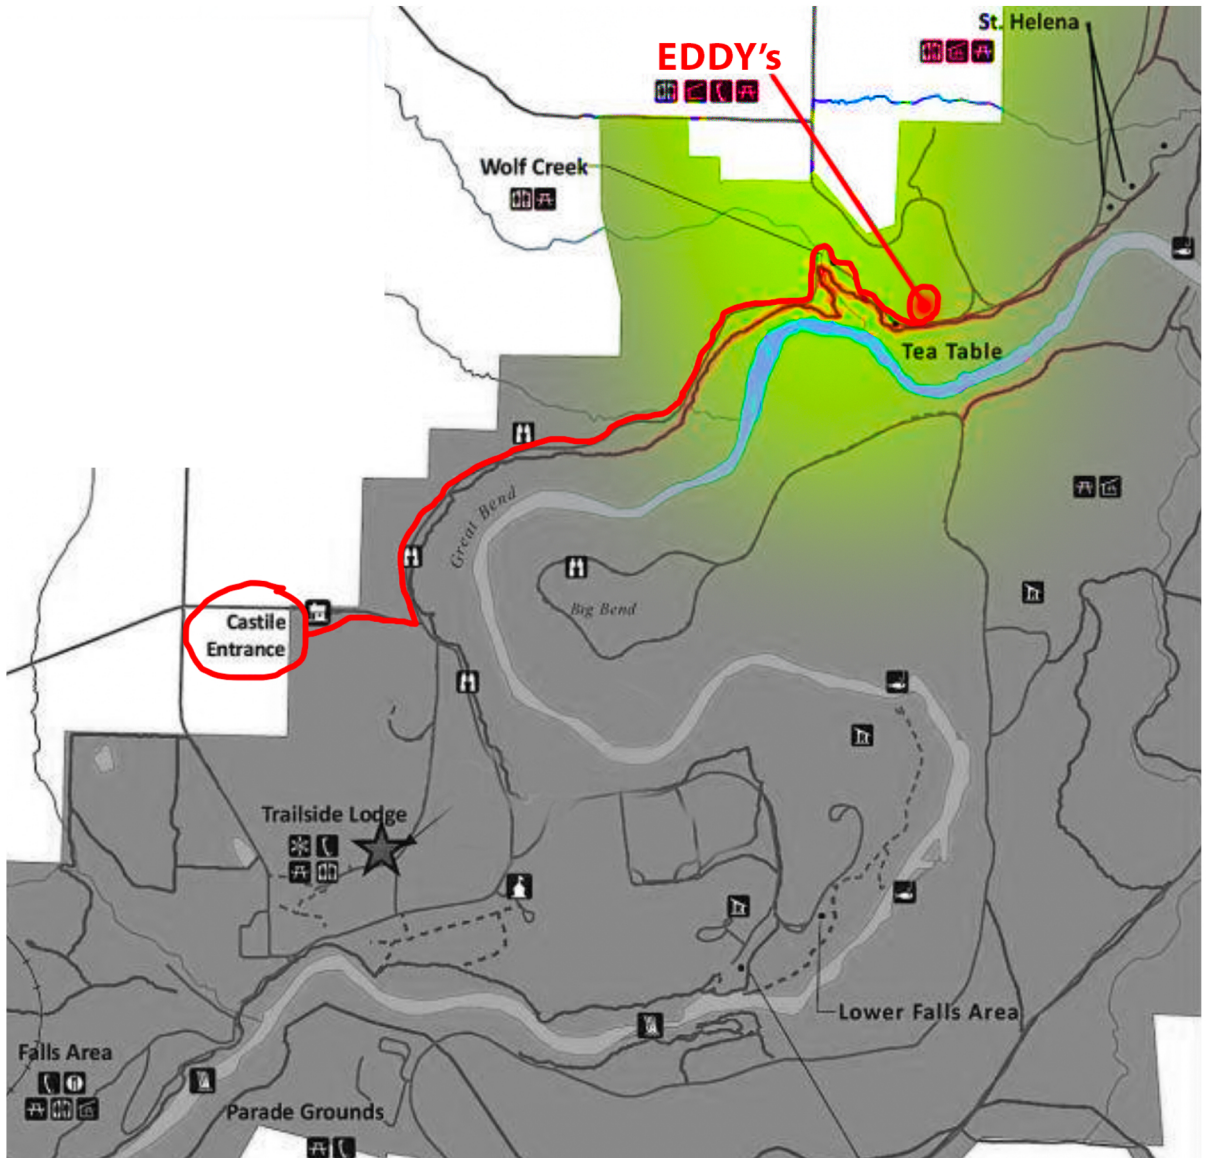 St. Helena
EDDY's
Wolf Creek
Tea Table
Great Bend
Big Bend
Castile
Entrance
Trailside Lodge
Lower Falls Area
Falls Area
Parade Grounds